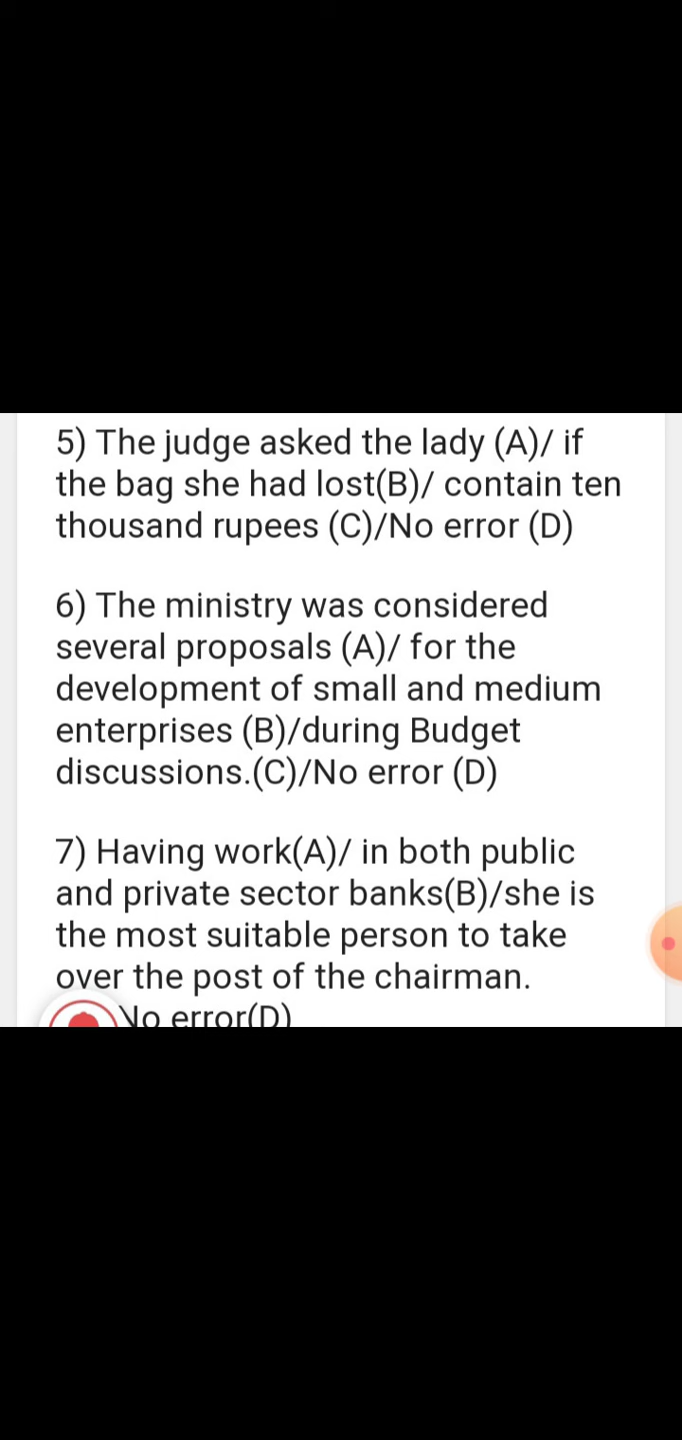 5) The judge asked the lady (A)/ if
the bag she had lost(B)/ contain ten
thousand rupees (C)/No error (D)
6) The ministry was considered
several proposals (A)/ for the
development of small and medium
enterprises (B)/during Budget
discussions.(C)/No error (D)
7) Having work(A)/ in both public
and private sector banks(B)/she is
the most suitable person to take
over the post of the chairman.
No error(D)